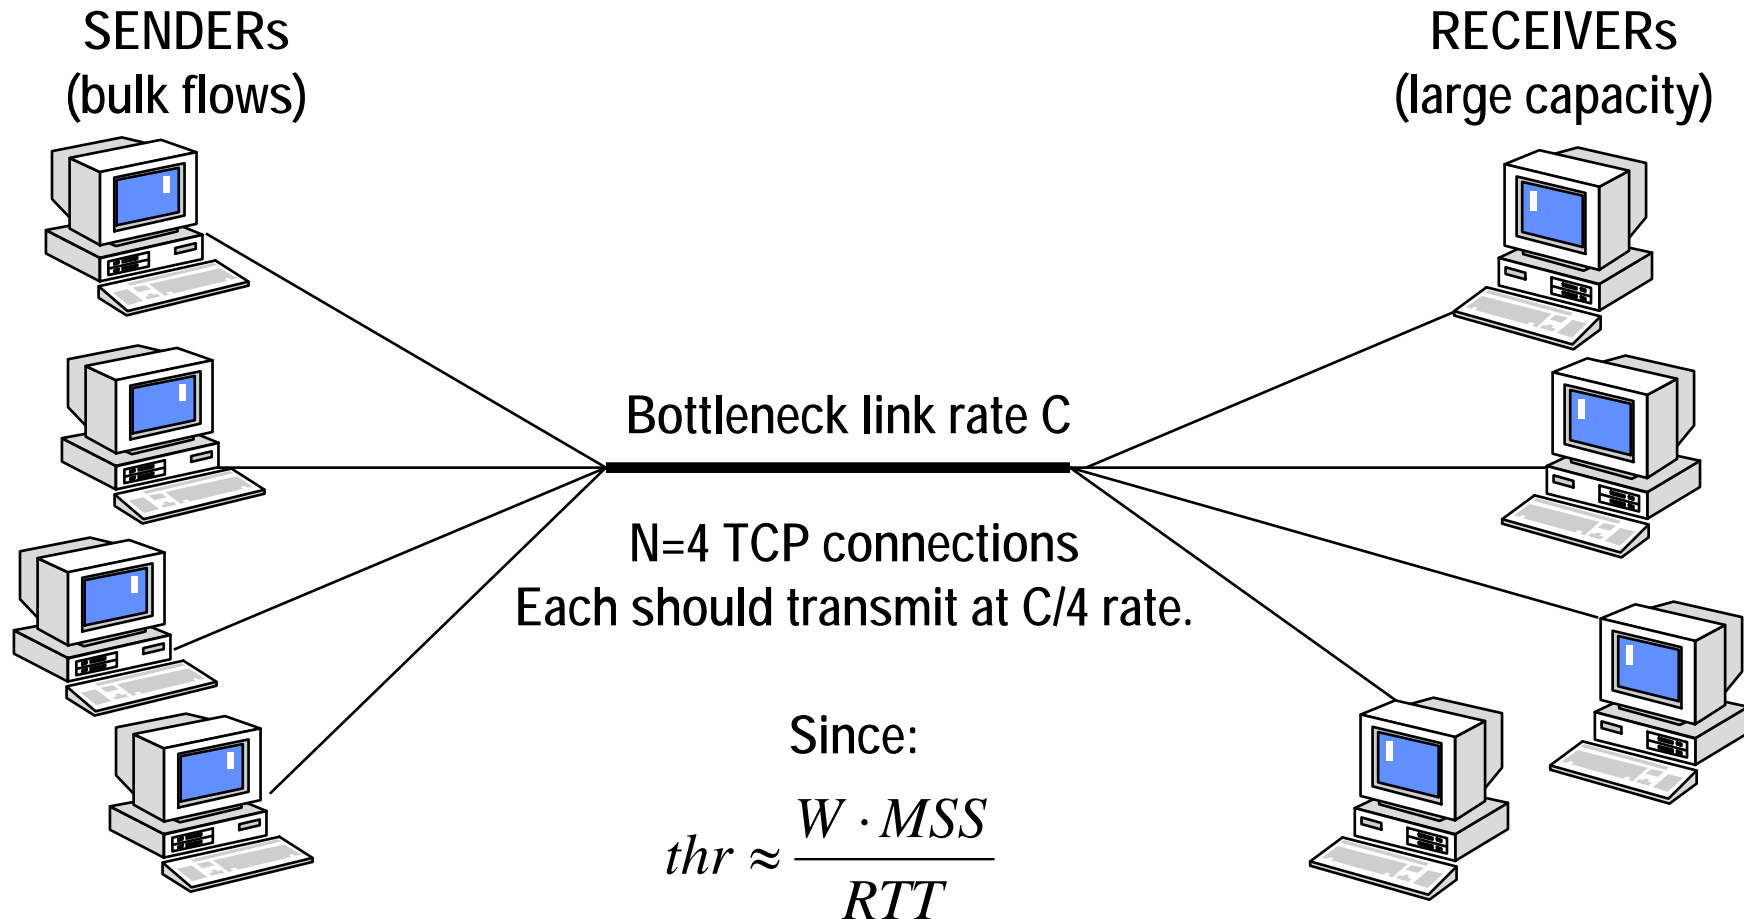 SENDERs
(bulk flows)
RECEIVERs
(large capacity)
Bottleneck link rate C
N=4 TCP connections
Each should transmit at C/4 rate.
Since:
thr ≈ W · MSS / RTT